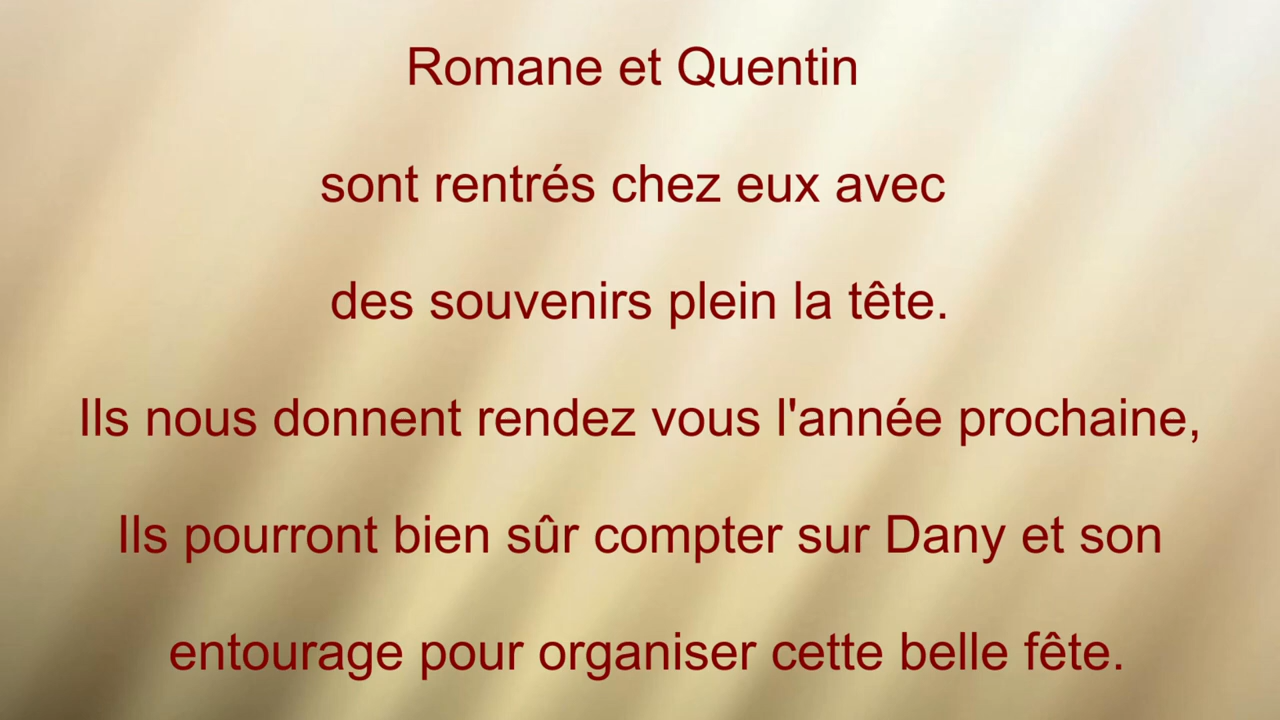 Romane et Quentin
sont rentrés chez eux avec
des souvenirs plein la tête.
Ils nous donnent rendez vous l'année prochaine,
Ils pourront bien sûr compter sur Dany et son
entourage pour organiser cette belle fête.